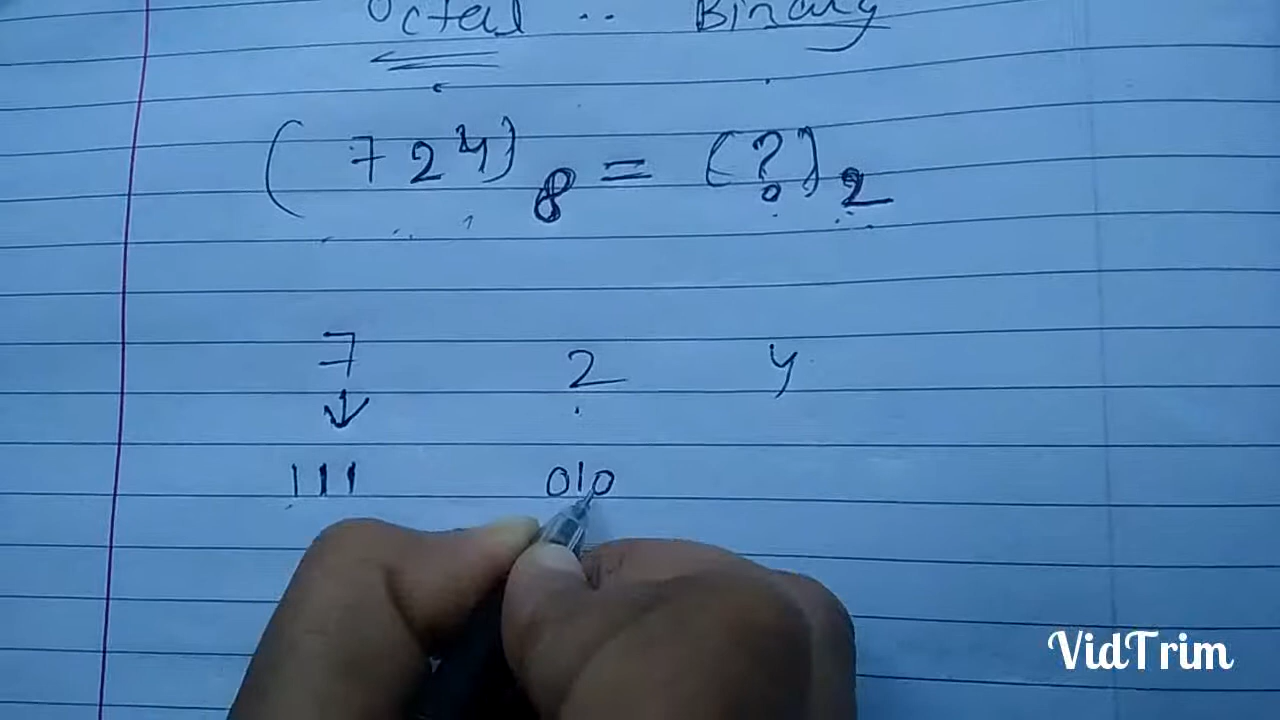 Octal .. Binary
(724)8 = (?)2
7 2 4
111 010
VidTrim